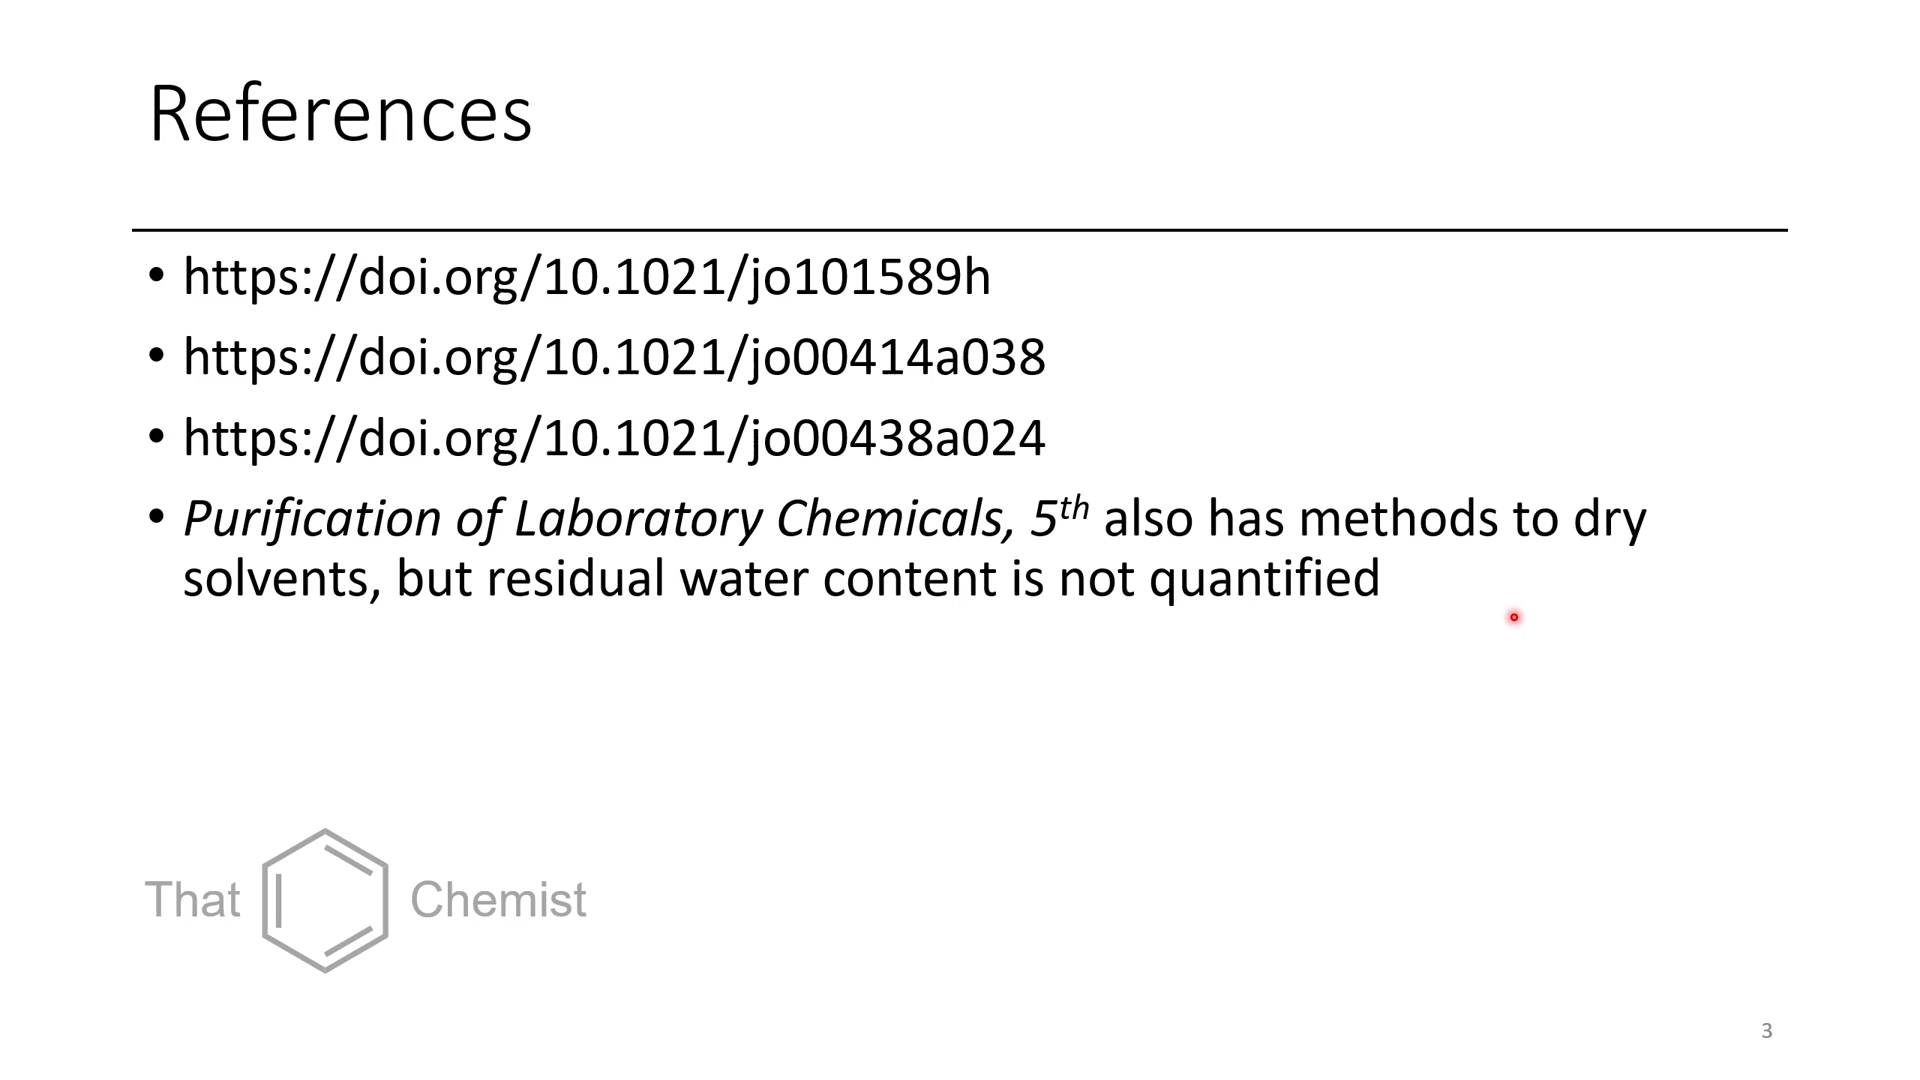 References
• https://doi.org/10.1021/jo101589h
• https://doi.org/10.1021/jo00414a038
• https://doi.org/10.1021/jo00438a024
• Purification of Laboratory Chemicals, 5th also has methods to dry
solvents, but residual water content is not quantified
That Chemist
3